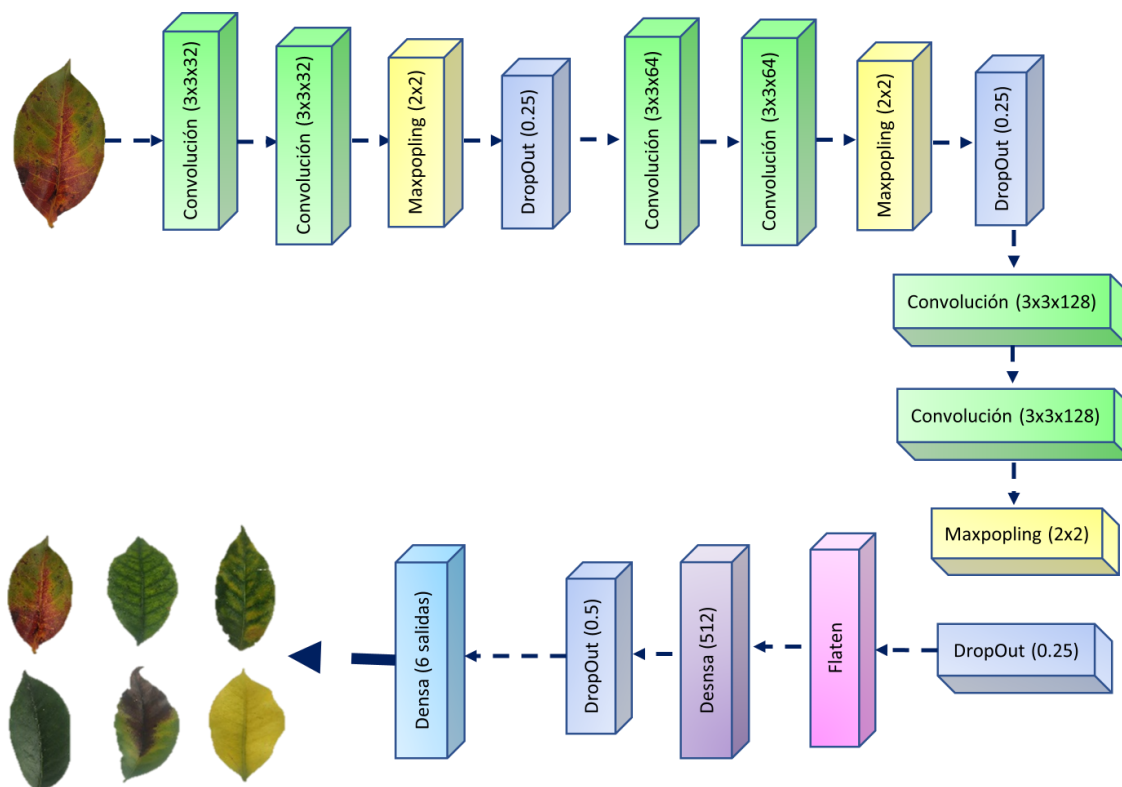 Convolución (3x3x32)
Convolución (3x3x32)
Maxpopling (2x2)
DropOut (0.25)
Convolución (3x3x64)
Convolución (3x3x64)
Maxpopling (2x2)
DropOut (0.25)
Convolución (3x3x128)
Convolución (3x3x128)
Maxpopling (2x2)
DropOut (0.25)
Flaten
Desnsa (512)
DropOut (0.5)
Densa (6 salidas)